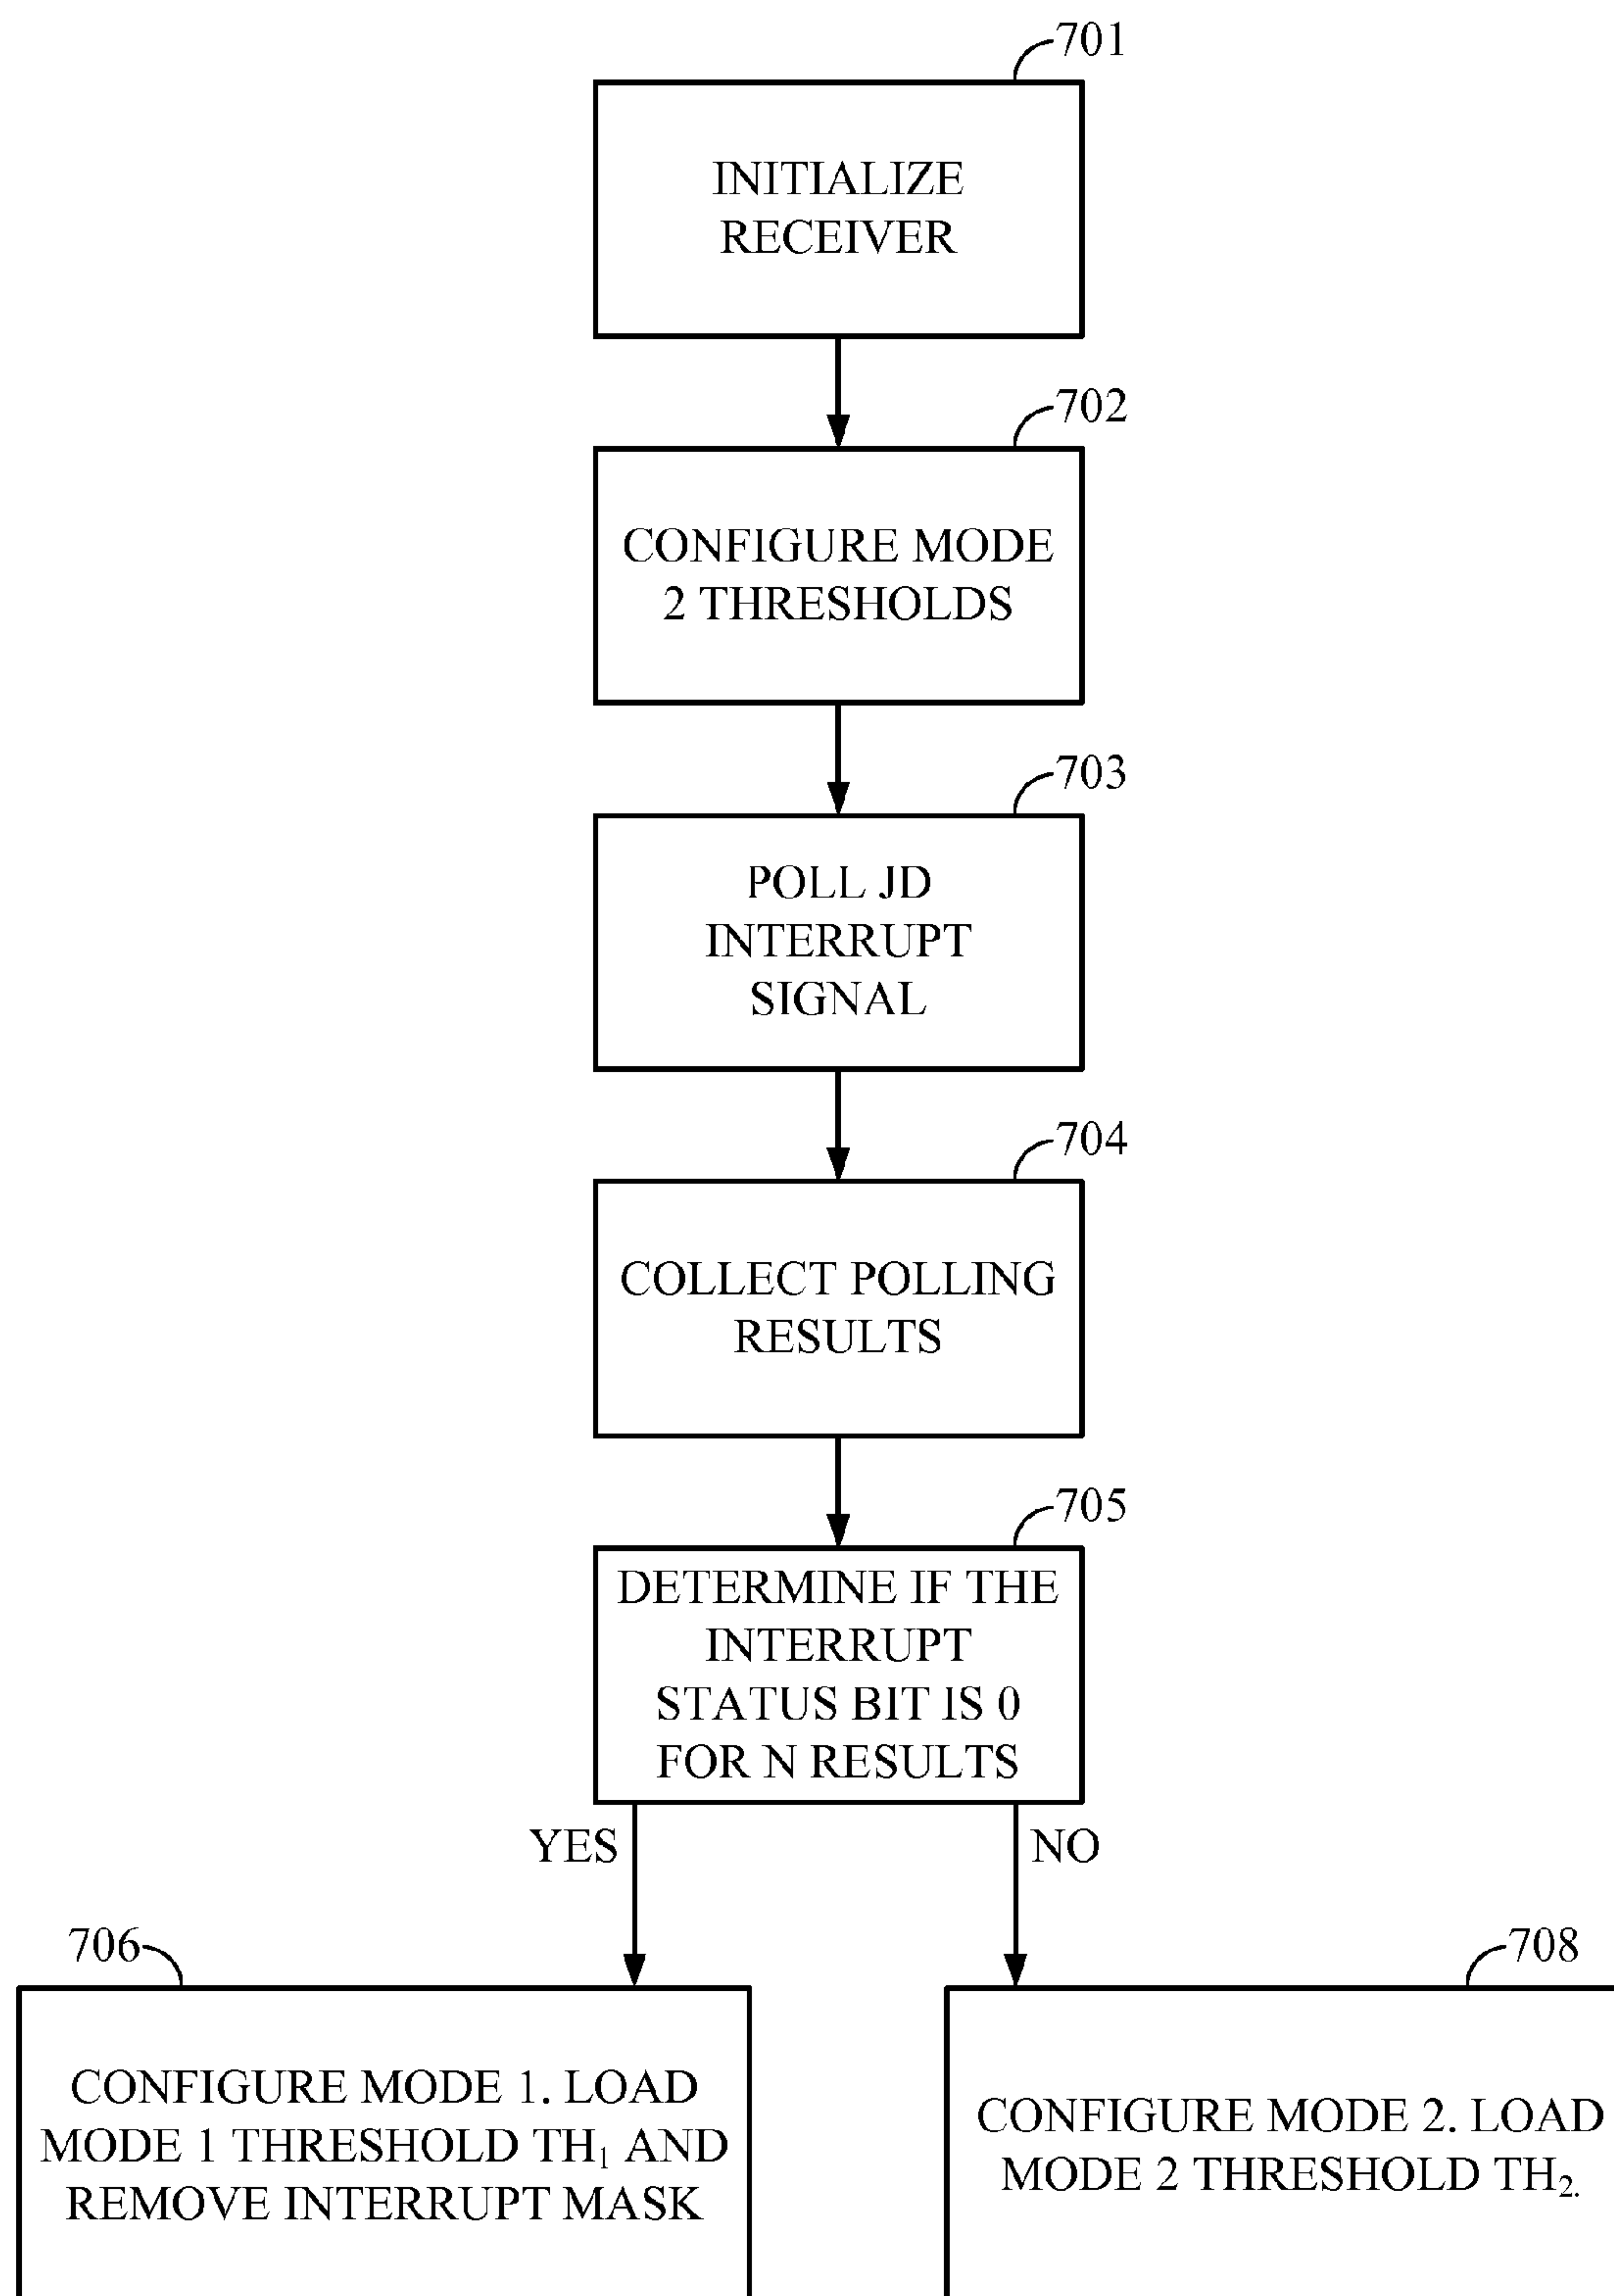 701
INITIALIZE
RECEIVER
702
CONFIGURE MODE
2 THRESHOLDS
703
POLL JD
INTERRUPT
SIGNAL
704
COLLECT POLLING
RESULTS
705
DETERMINE IF THE
INTERRUPT
STATUS BIT IS 0
FOR N RESULTS
YES
NO
706
CONFIGURE MODE 1. LOAD
MODE 1 THRESHOLD TH₁ AND
REMOVE INTERRUPT MASK
708
CONFIGURE MODE 2. LOAD
MODE 2 THRESHOLD TH₂.